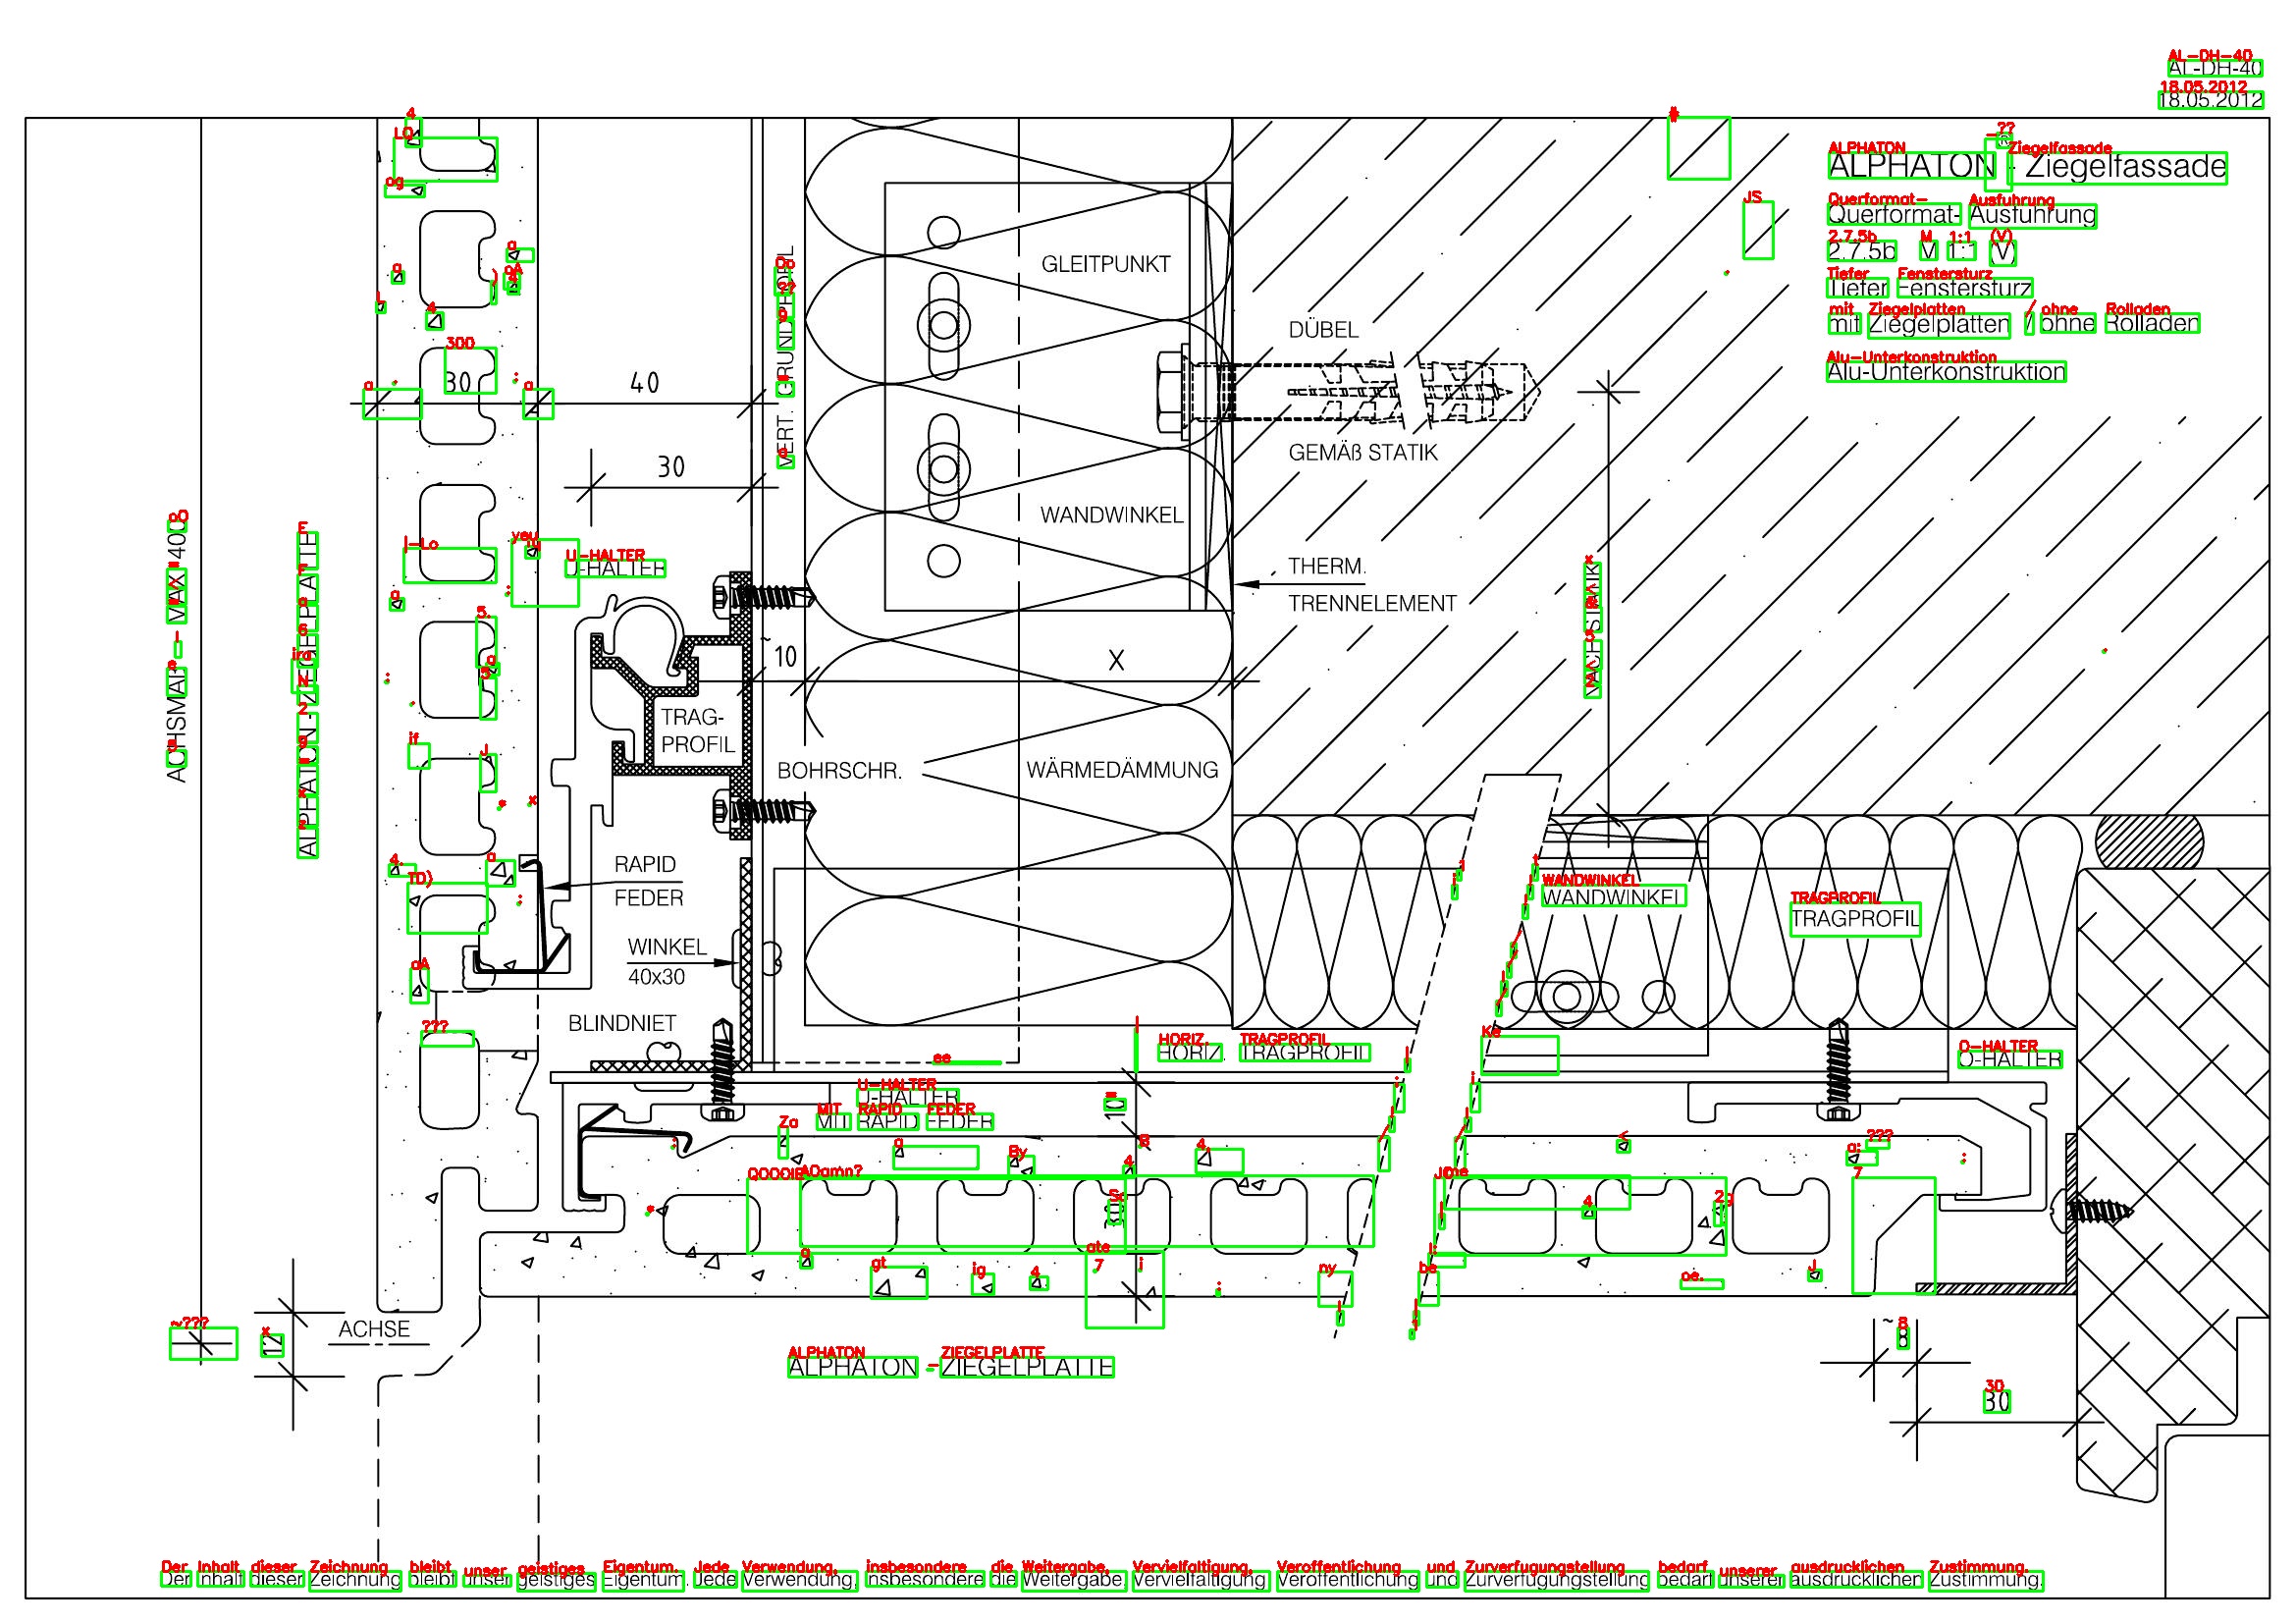 AL-DH-40
18.05.2012
ALPHATON® - Ziegelfassade
Querformat- Ausführung
2.7.5b M 1:1 (V)
Tiefer Fenstersturz
mit Ziegelplatten / ohne Rolladen
Alu-Unterkonstruktion
GLEITPUNKT
DÜBEL
30
40
VERT. GRUNDPROFIL
GEMÄß STATIK
30
WANDWINKEL
ACHSMAß - MAX 400
ALPHATON - ZIEGELPLATTE
U-HALTER
THERM.
TRENNELEMENT
NACH STATIK
~10
X
TRAG-
PROFIL
BOHRSCHR.
WÄRMEDÄMMUNG
RAPID
FEDER
WANDWINKEL
TRAGPROFIL
WINKEL
40x30
BLINDNIET
HORIZ. TRAGPROFIL
O-HALTER
U-HALTER
MIT RAPID FEDER
10
30
12
ACHSE
~8
ALPHATON - ZIEGELPLATTE
30
Der Inhalt dieser Zeichnung bleibt unser geistiges Eigentum. Jede Verwendung, insbesondere die Weitergabe, Vervielfältigung, Veröffentlichung und Zurverfügungstellung bedarf unserer ausdrücklichen Zustimmung.